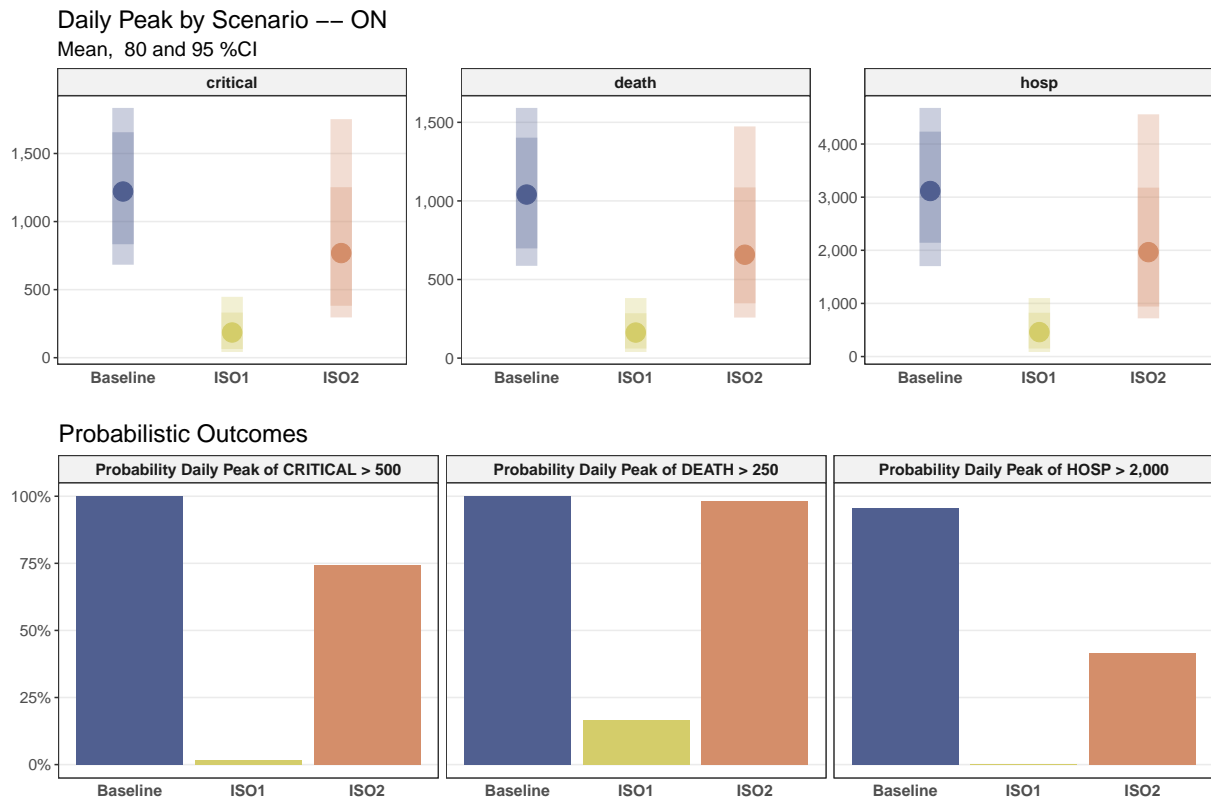 Daily Peak by Scenario −− ON
Mean,  80 and 95 %CI
critical
death
hosp
1,500
1,000
500
0
1,500
1,000
500
0
4,000
3,000
2,000
1,000
0
Baseline ISO1 ISO2
Baseline ISO1 ISO2
Baseline ISO1 ISO2
Probabilistic Outcomes
Probability Daily Peak of CRITICAL > 500
Probability Daily Peak of DEATH > 250
Probability Daily Peak of HOSP > 2,000
100%
75%
50%
25%
0%
Baseline ISO1 ISO2
Baseline ISO1 ISO2
Baseline ISO1 ISO2